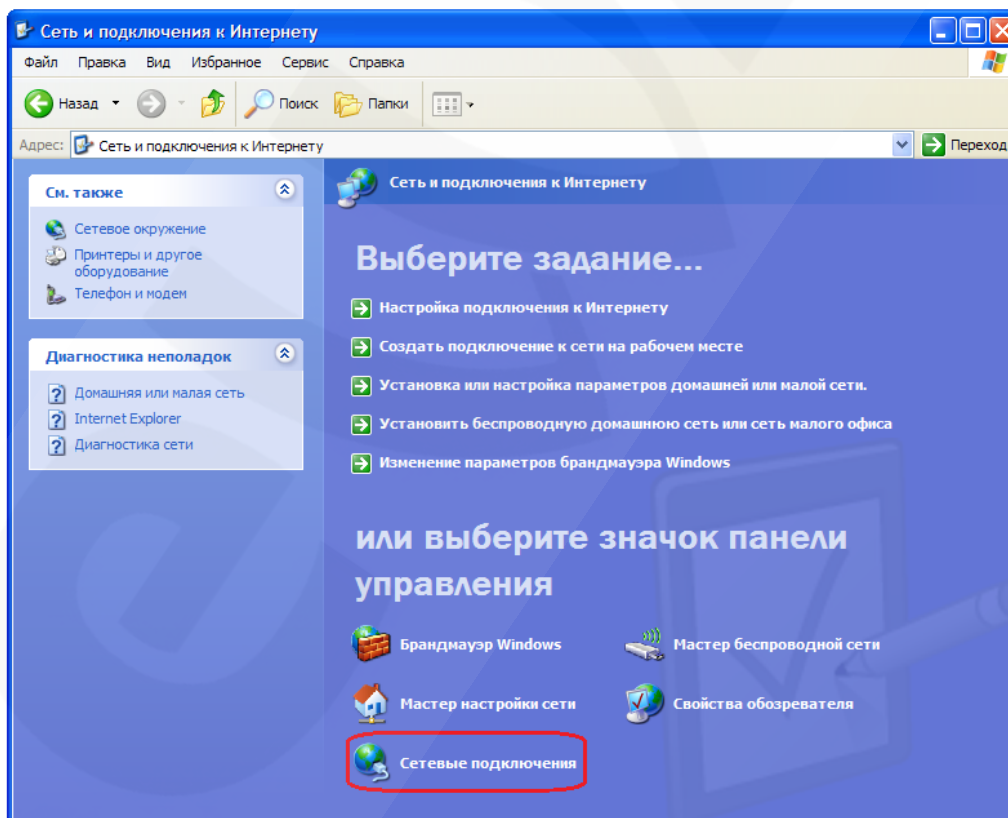 Сеть и подключения к Интернету
Файл Правка Вид Избранное Сервис Справка
Назад Поиск Папки
Адрес: Сеть и подключения к Интернету Переход
См. также
Сетевое окружение
Принтеры и другое
оборудование
Телефон и модем
Диагностика неполадок
Домашняя или малая сеть
Internet Explorer
Диагностика сети
Сеть и подключения к Интернету
Выберите задание...
Настройка подключения к Интернету
Создать подключение к сети на рабочем месте
Установка или настройка параметров домашней или малой сети.
Установить беспроводную домашнюю сеть или сеть малого офиса
Изменение параметров брандмауэра Windows
или выберите значок панели
управления
Брандмауэр Windows Мастер беспроводной сети
Мастер настройки сети Свойства обозревателя
Сетевые подключения